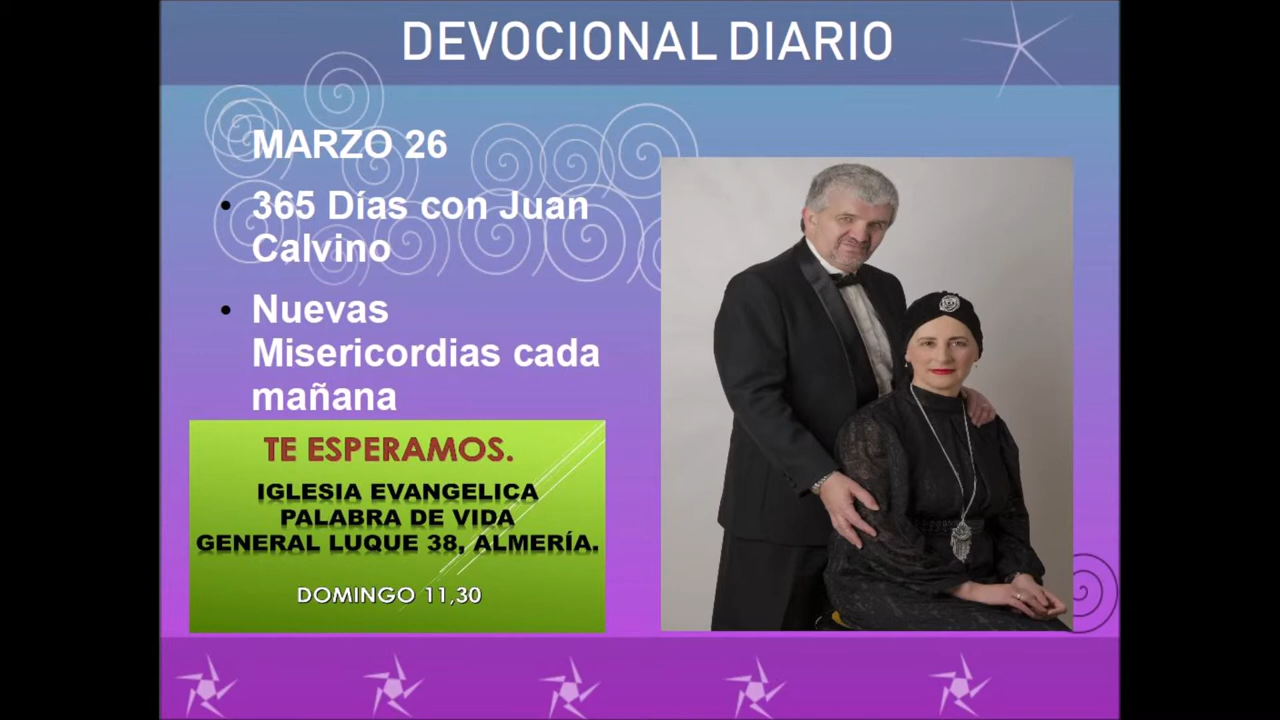 DEVOCIONAL DIARIO
MARZO 26
• 365 Días con Juan
Calvino
• Nuevas
Misericordias cada
mañana
TE ESPERAMOS.
IGLESIA EVANGELICA
PALABRA DE VIDA
GENERAL LUQUE 38, ALMERÍA.
DOMINGO 11,30